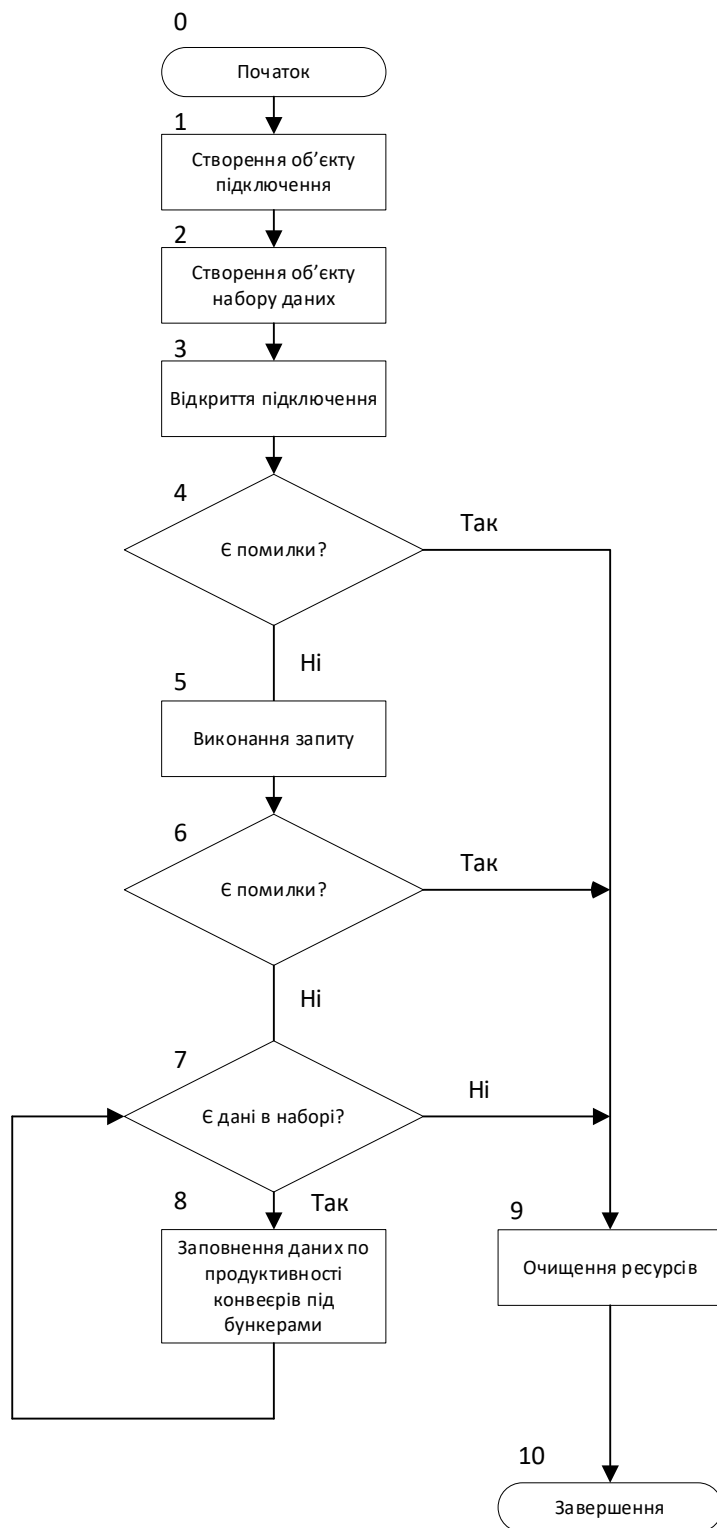 0
Початок
1
Створення об’єкту
підключення
2
Створення об’єкту
набору даних
3
Відкриття підключення
4
Є помилки?
Так
Ні
5
Виконання запиту
6
Є помилки?
Так
Ні
7
Є дані в наборі?
Ні
Так
8
Заповнення даних по
продуктивності
конвеєрів під
бункерами
9
Очищення ресурсів
10
Завершення